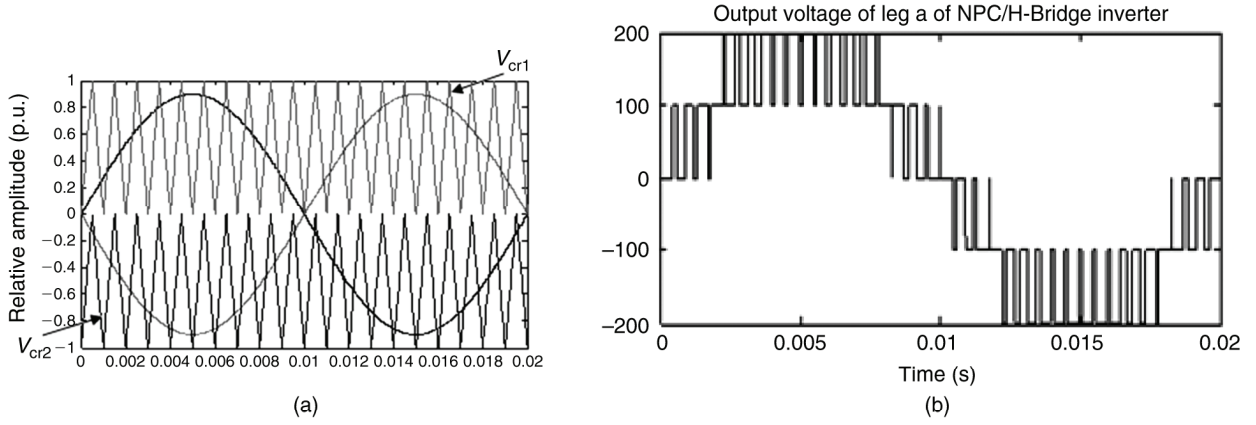 Output voltage of leg a of NPC/H-Bridge inverter
Vcr1
1
0.8
0.6
0.4
0.2
0
−0.2
−0.4
−0.6
−0.8
−1
Relative amplitude (p.u.)
Vcr2
0 0.002 0.004 0.006 0.008 0.01 0.012 0.014 0.016 0.018 0.02
(a)
200
100
0
−100
−200
0 0.005 0.01 0.015 0.02
Time (s)
(b)